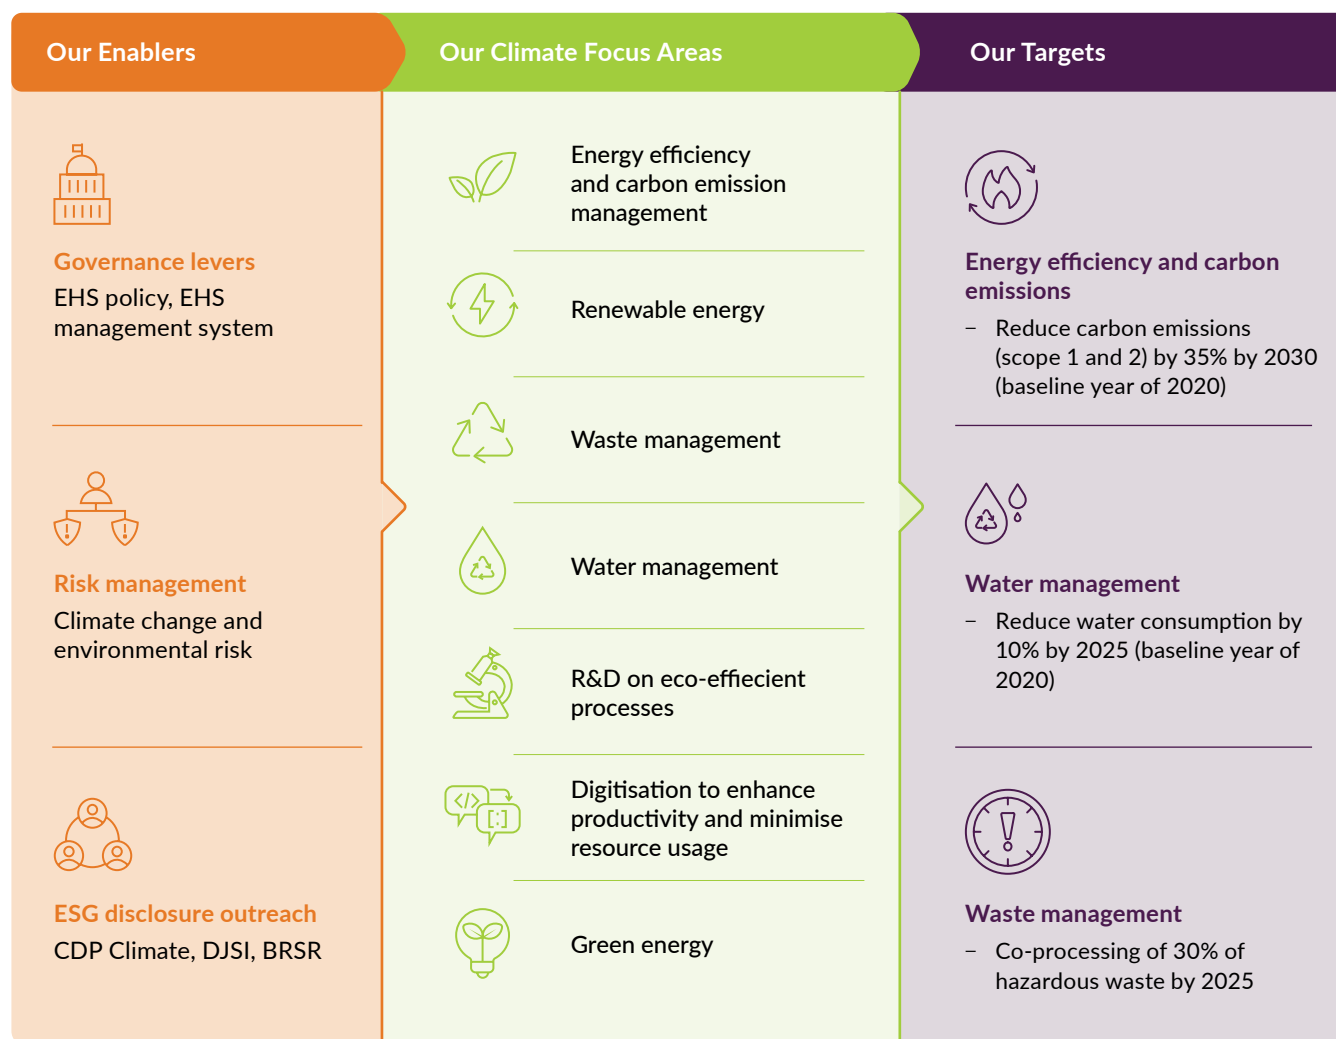 Our Enablers
Our Climate Focus Areas
Our Targets
Governance levers
EHS policy, EHS
management system
Risk management
Climate change and
environmental risk
ESG disclosure outreach
CDP Climate, DJSI, BRSR
Energy efficiency
and carbon emission
management
Renewable energy
Waste management
Water management
R&D on eco-effiecient
processes
</>
[:]
Digitisation to enhance
productivity and minimise
resource usage
Green energy
Energy efficiency and carbon
emissions
– Reduce carbon emissions
(scope 1 and 2) by 35% by 2030
(baseline year of 2020)
Water management
– Reduce water consumption by
10% by 2025 (baseline year of
2020)
Waste management
– Co-processing of 30% of
hazardous waste by 2025